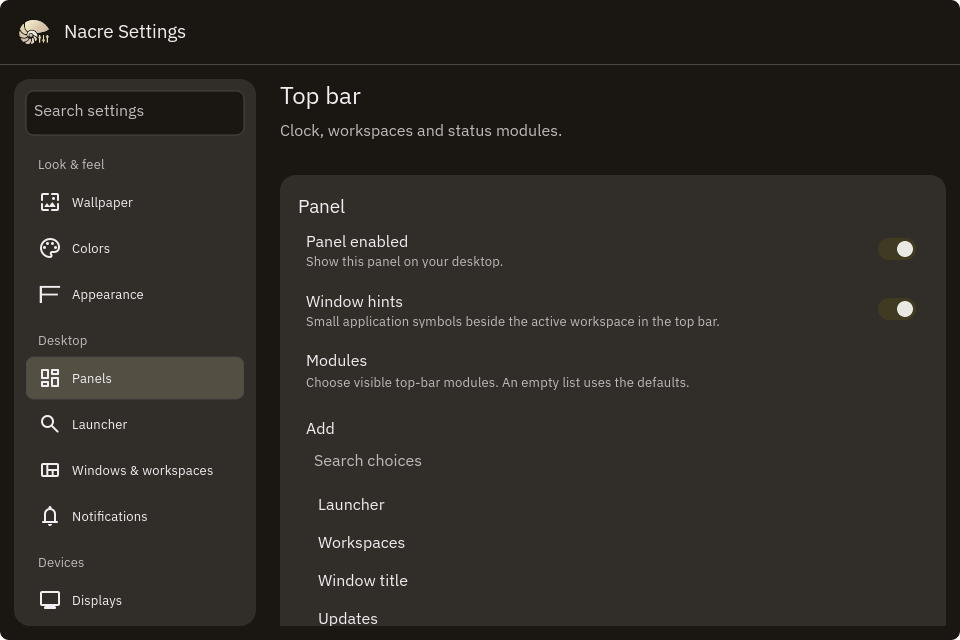 Nacre Settings
Search settings
Look & feel
Wallpaper
Colors
Appearance
Desktop
Panels
Launcher
Windows & workspaces
Notifications
Devices
Displays
Top bar
Clock, workspaces and status modules.
Panel
Panel enabled
Show this panel on your desktop.
Window hints
Small application symbols beside the active workspace in the top bar.
Modules
Choose visible top-bar modules. An empty list uses the defaults.
Add
Search choices
Launcher
Workspaces
Window title
Updates